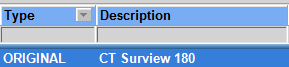 Type Description
ORIGINAL CT Surview 180